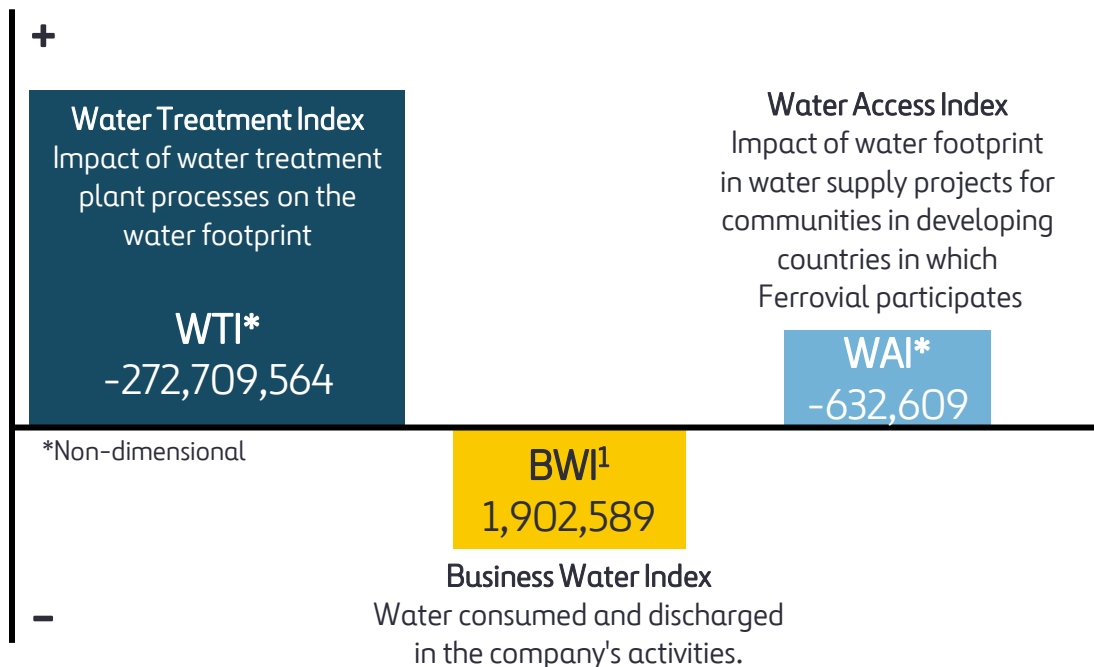 +
Water Treatment Index
Impact of water treatment
plant processes on the
water footprint
WTI*
-272,709,564
Water Access Index
Impact of water footprint
in water supply projects for
communities in developing
countries in which
Ferrovial participates
WAI*
-632,609
*Non-dimensional
BWI¹
1,902,589
Business Water Index
Water consumed and discharged
in the company's activities.
-